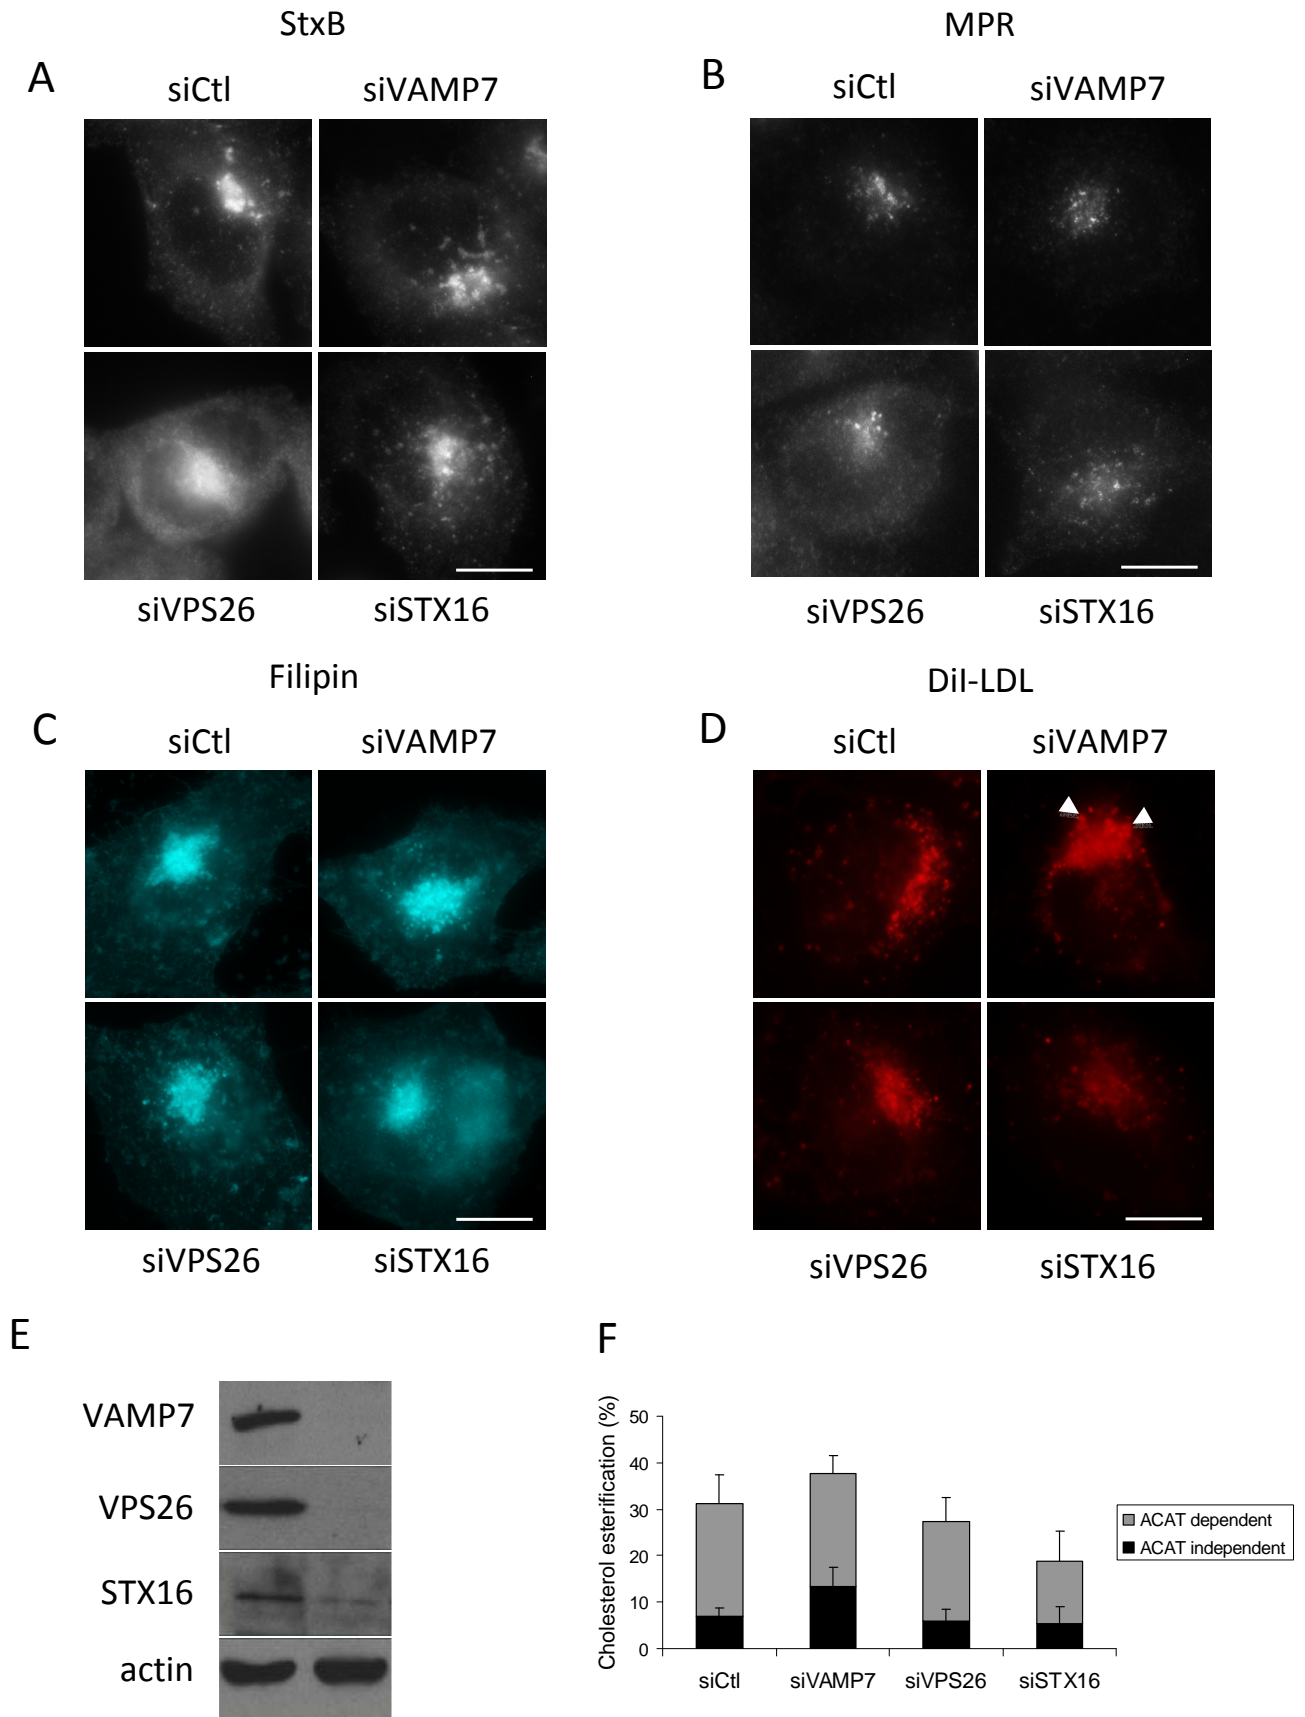 StxB
MPR
A
siCtl
siVAMP7
B
siCtl
siVAMP7
siVPS26
siSTX16
siVPS26
siSTX16
Filipin
DiI-LDL
C
siCtl
siVAMP7
D
siCtl
siVAMP7
siVPS26
siSTX16
siVPS26
siSTX16
E
VAMP7
VPS26
STX16
actin
F
Cholesterol esterification (%)
50
40
30
20
10
0
siCtl
siVAMP7
siVPS26
siSTX16
ACAT dependent
ACAT independent